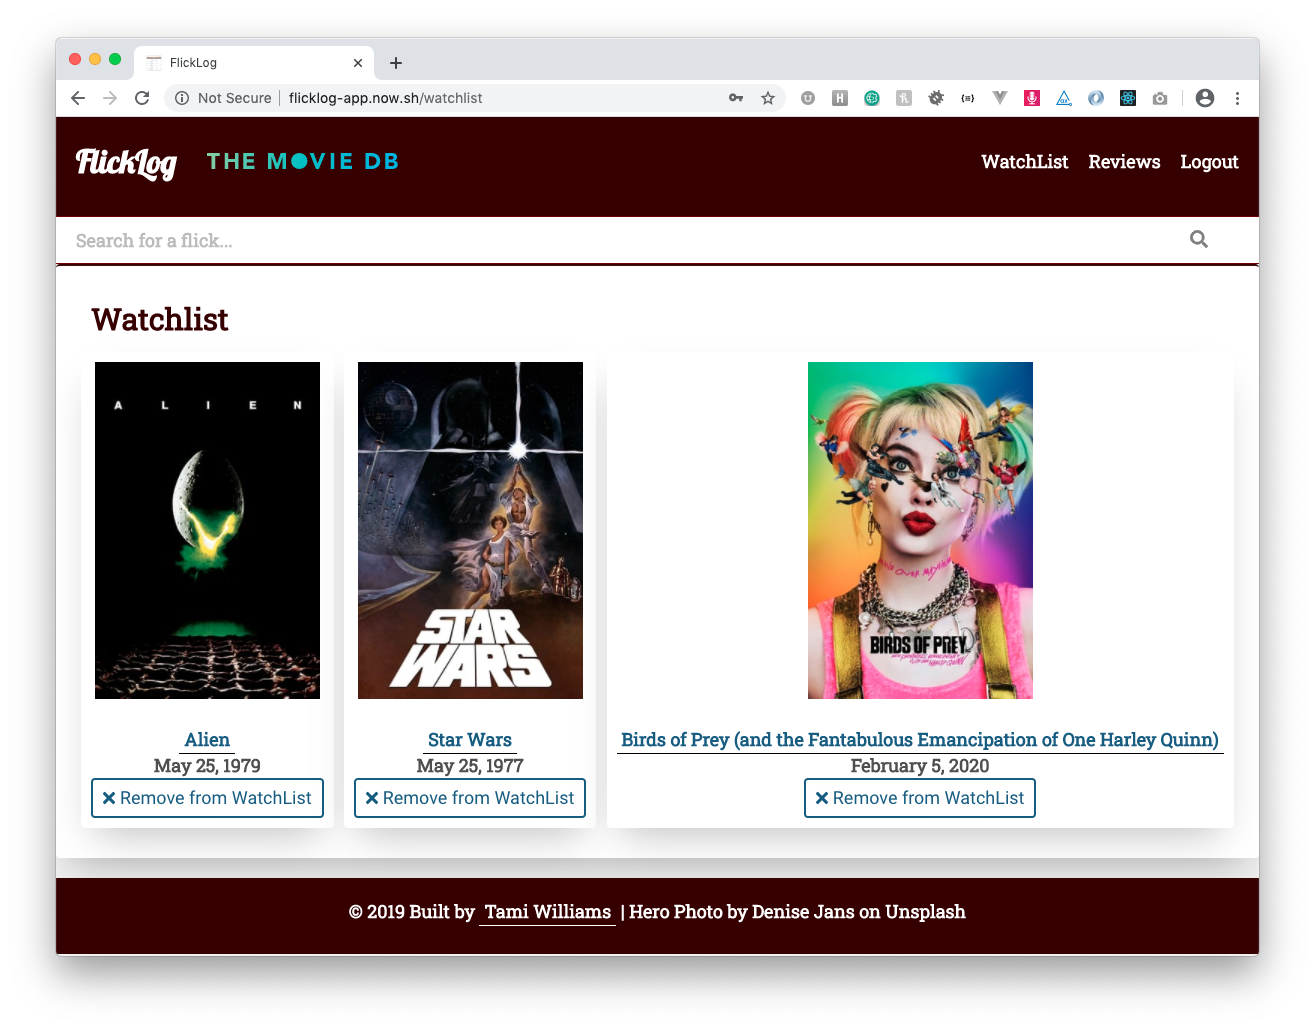 FlickLog
Not Secure | flicklog-app.now.sh/watchlist
FlickLog THE MOVIE DB WatchList Reviews Logout
Search for a flick...
Watchlist
A L I E N
STAR
WARS
BIRDS OF PREY
Alien Star Wars Birds of Prey (and the Fantabulous Emancipation of One Harley Quinn)
May 25, 1979 May 25, 1977 February 5, 2020
Remove from WatchList Remove from WatchList Remove from WatchList
© 2019 Built by Tami Williams | Hero Photo by Denise Jans on Unsplash